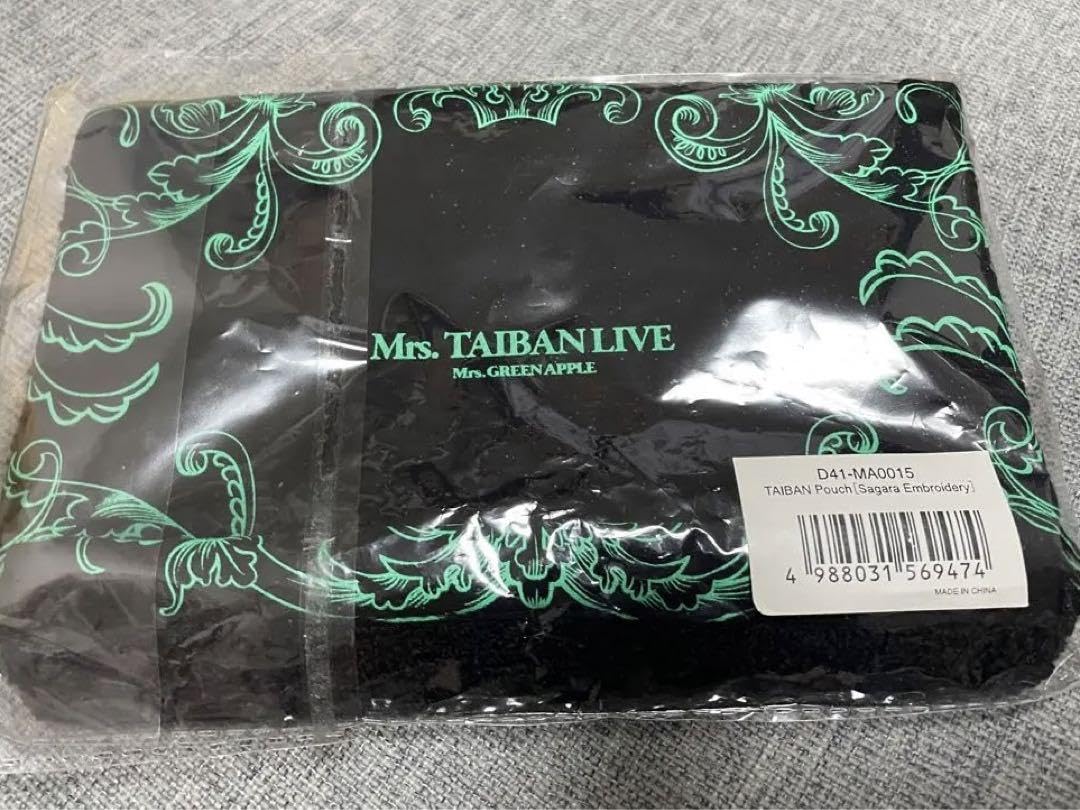 Mrs. TAIBAN LIVE
Mrs. GREEN APPLE
D41-MA0015
TAIBAN Pouch[Sagara Embroidery]
4 988031 569474
MADE IN CHINA